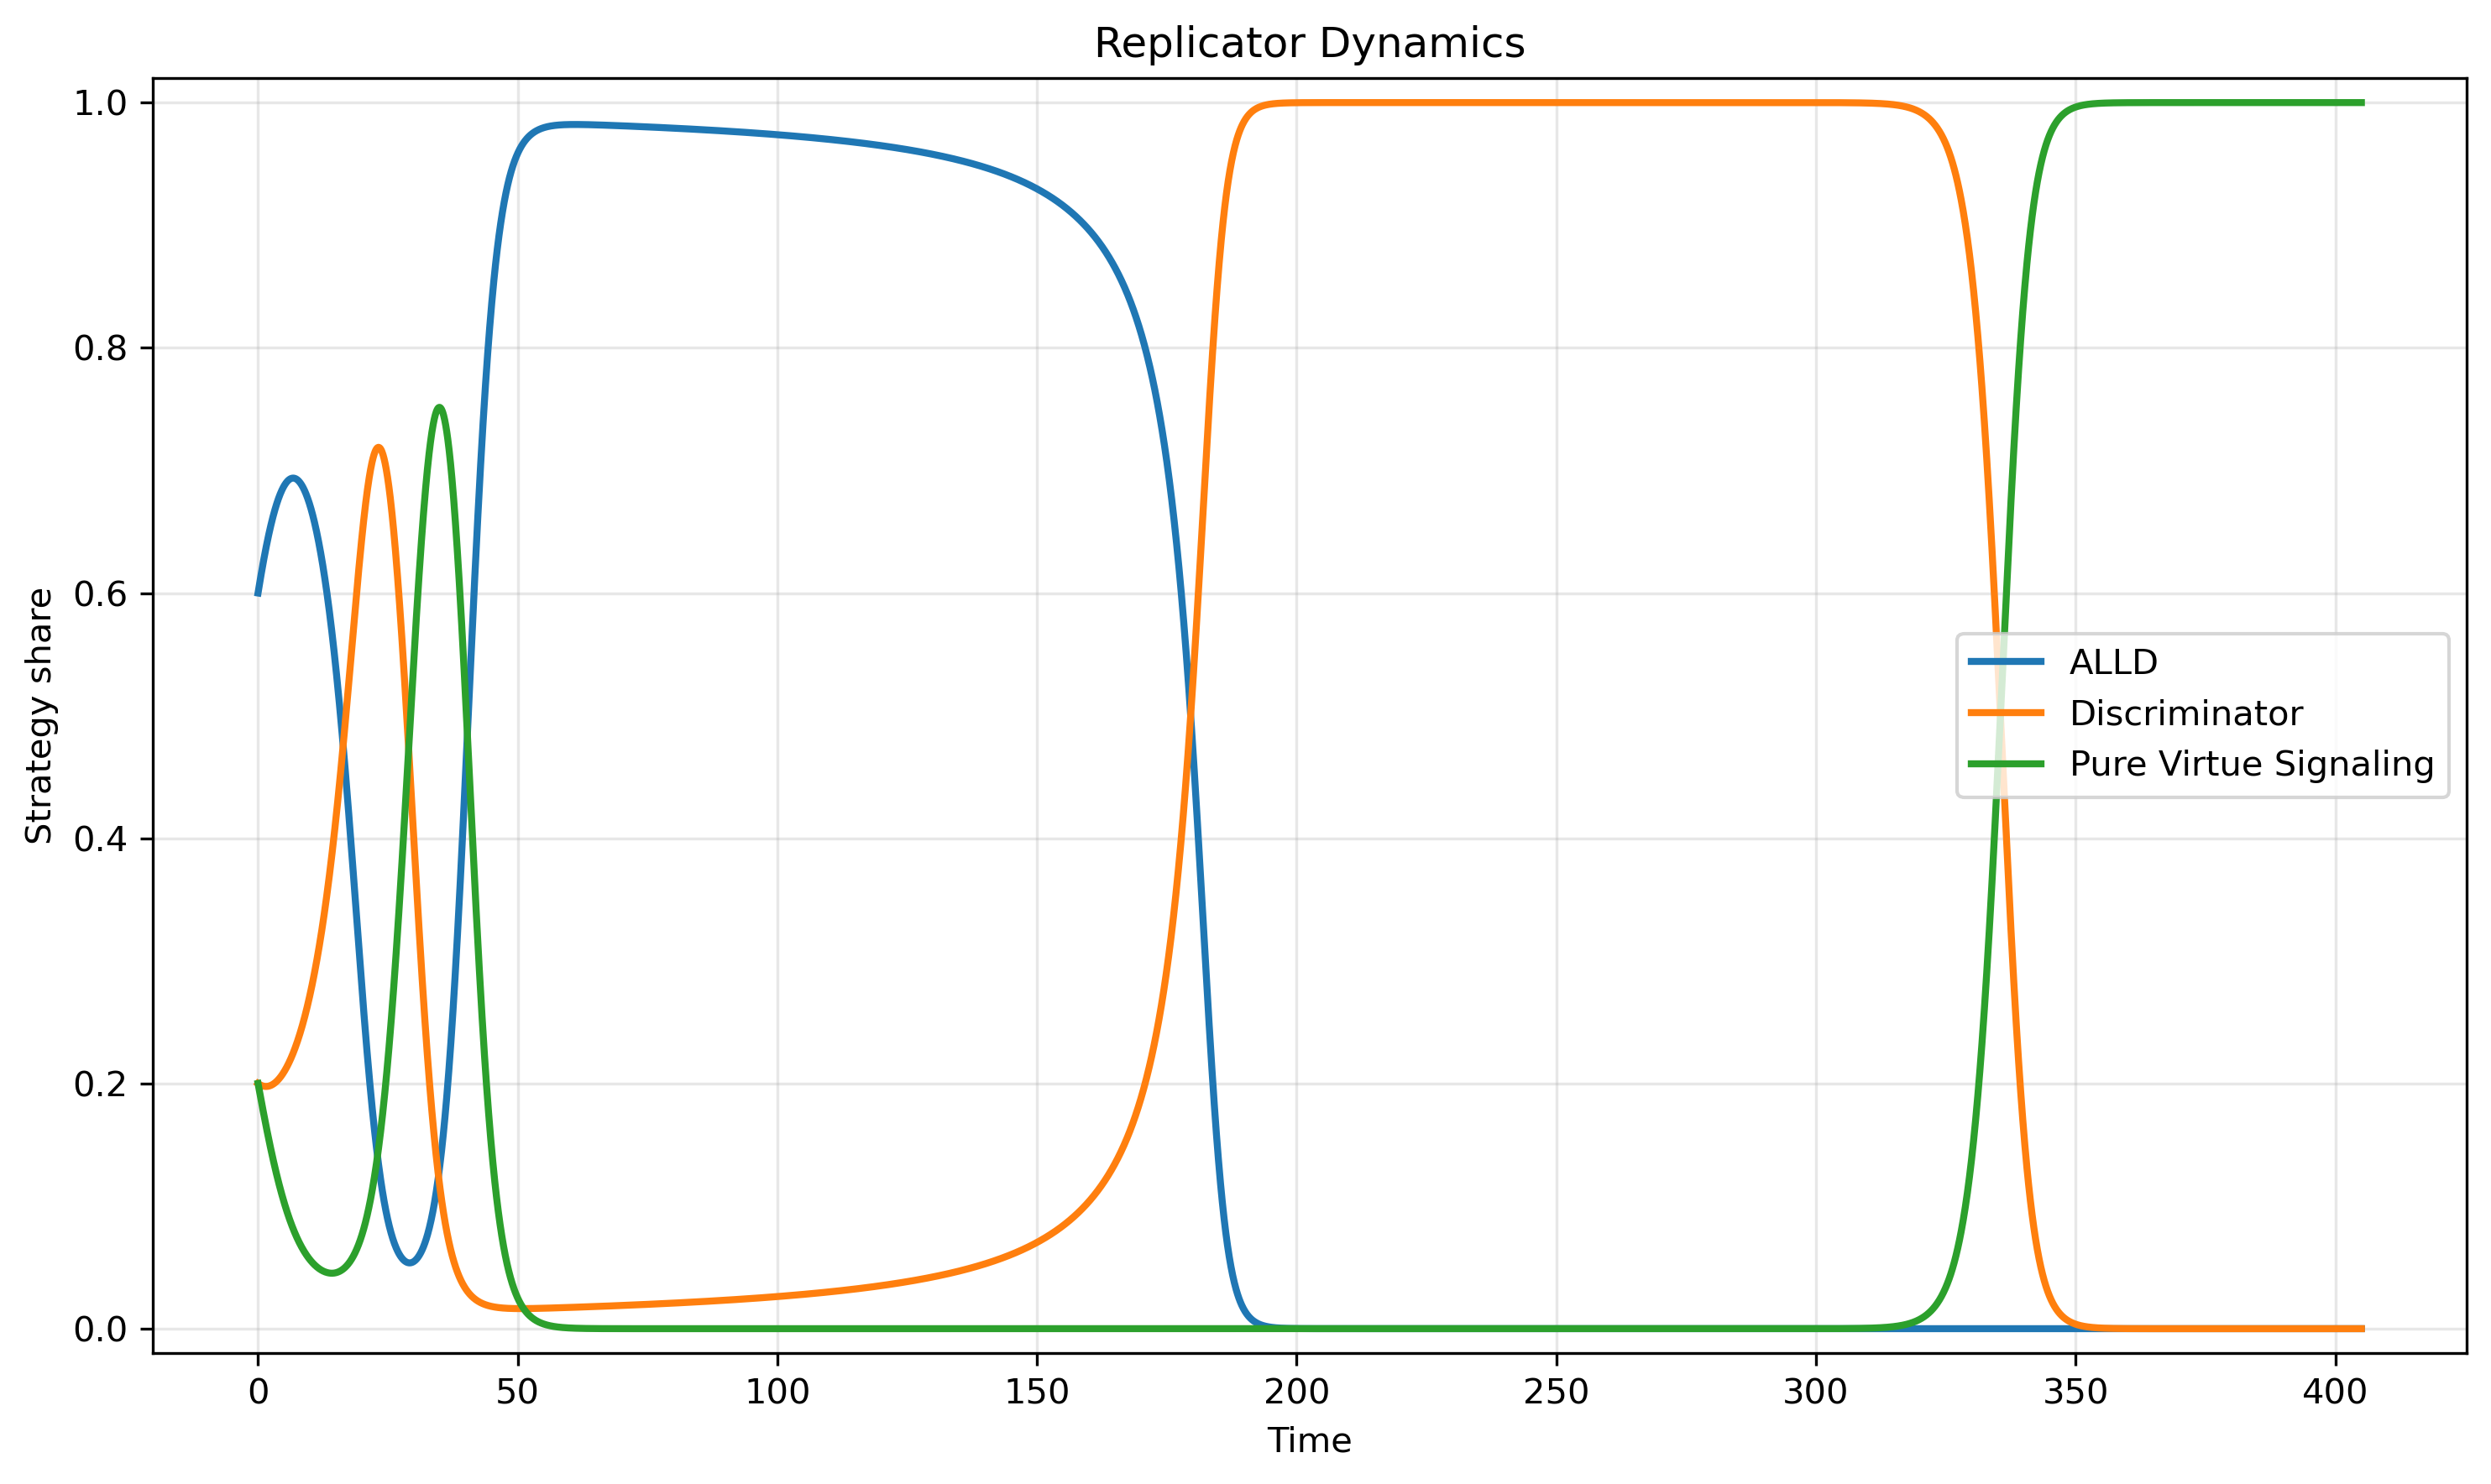 Replicator Dynamics
Strategy share
1.0
0.8
0.6
0.4
0.2
0.0
ALLD
Discriminator
Pure Virtue Signaling
0 50 100 150 200 250 300 350 400
Time